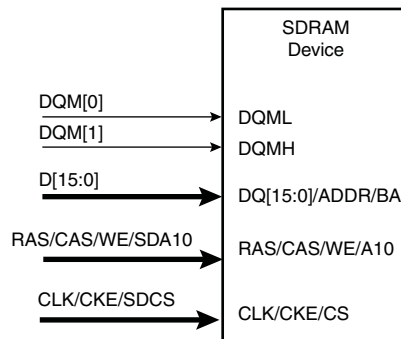 SDRAM
Device
DQM[0]
DQML
DQM[1]
DQMH
D[15:0]
DQ[15:0]/ADDR/BA
RAS/CAS/WE/SDA10
RAS/CAS/WE/A10
CLK/CKE/SDCS
CLK/CKE/CS